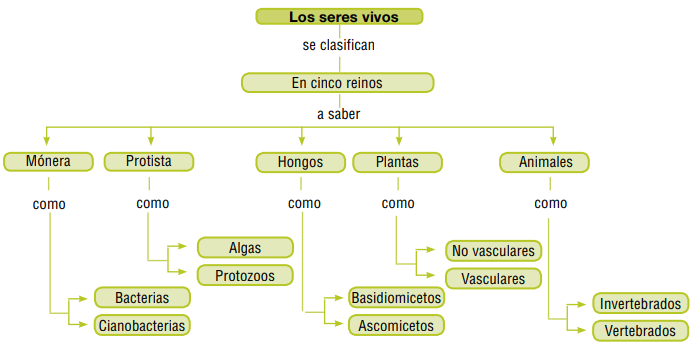 Los seres vivos
se clasifican
En cinco reinos
a saber
Mónera Protista Hongos Plantas Animales
como como como como como
Algas
No vasculares
Protozoos
Vasculares
Bacterias
Basidiomicetos
Invertebrados
Cianobacterias
Ascomicetos
Vertebrados